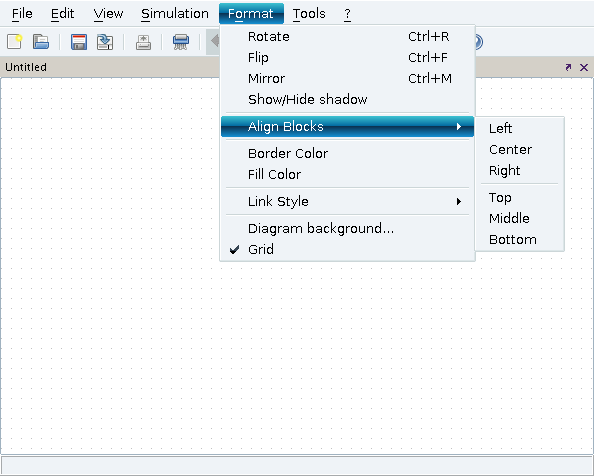 File Edit View Simulation Format Tools ?
Untitled
Rotate Ctrl+R
Flip Ctrl+F
Mirror Ctrl+M
Show/Hide shadow
Align Blocks
Left
Center
Right
Top
Middle
Bottom
Border Color
Fill Color
Link Style
Diagram background...
Grid